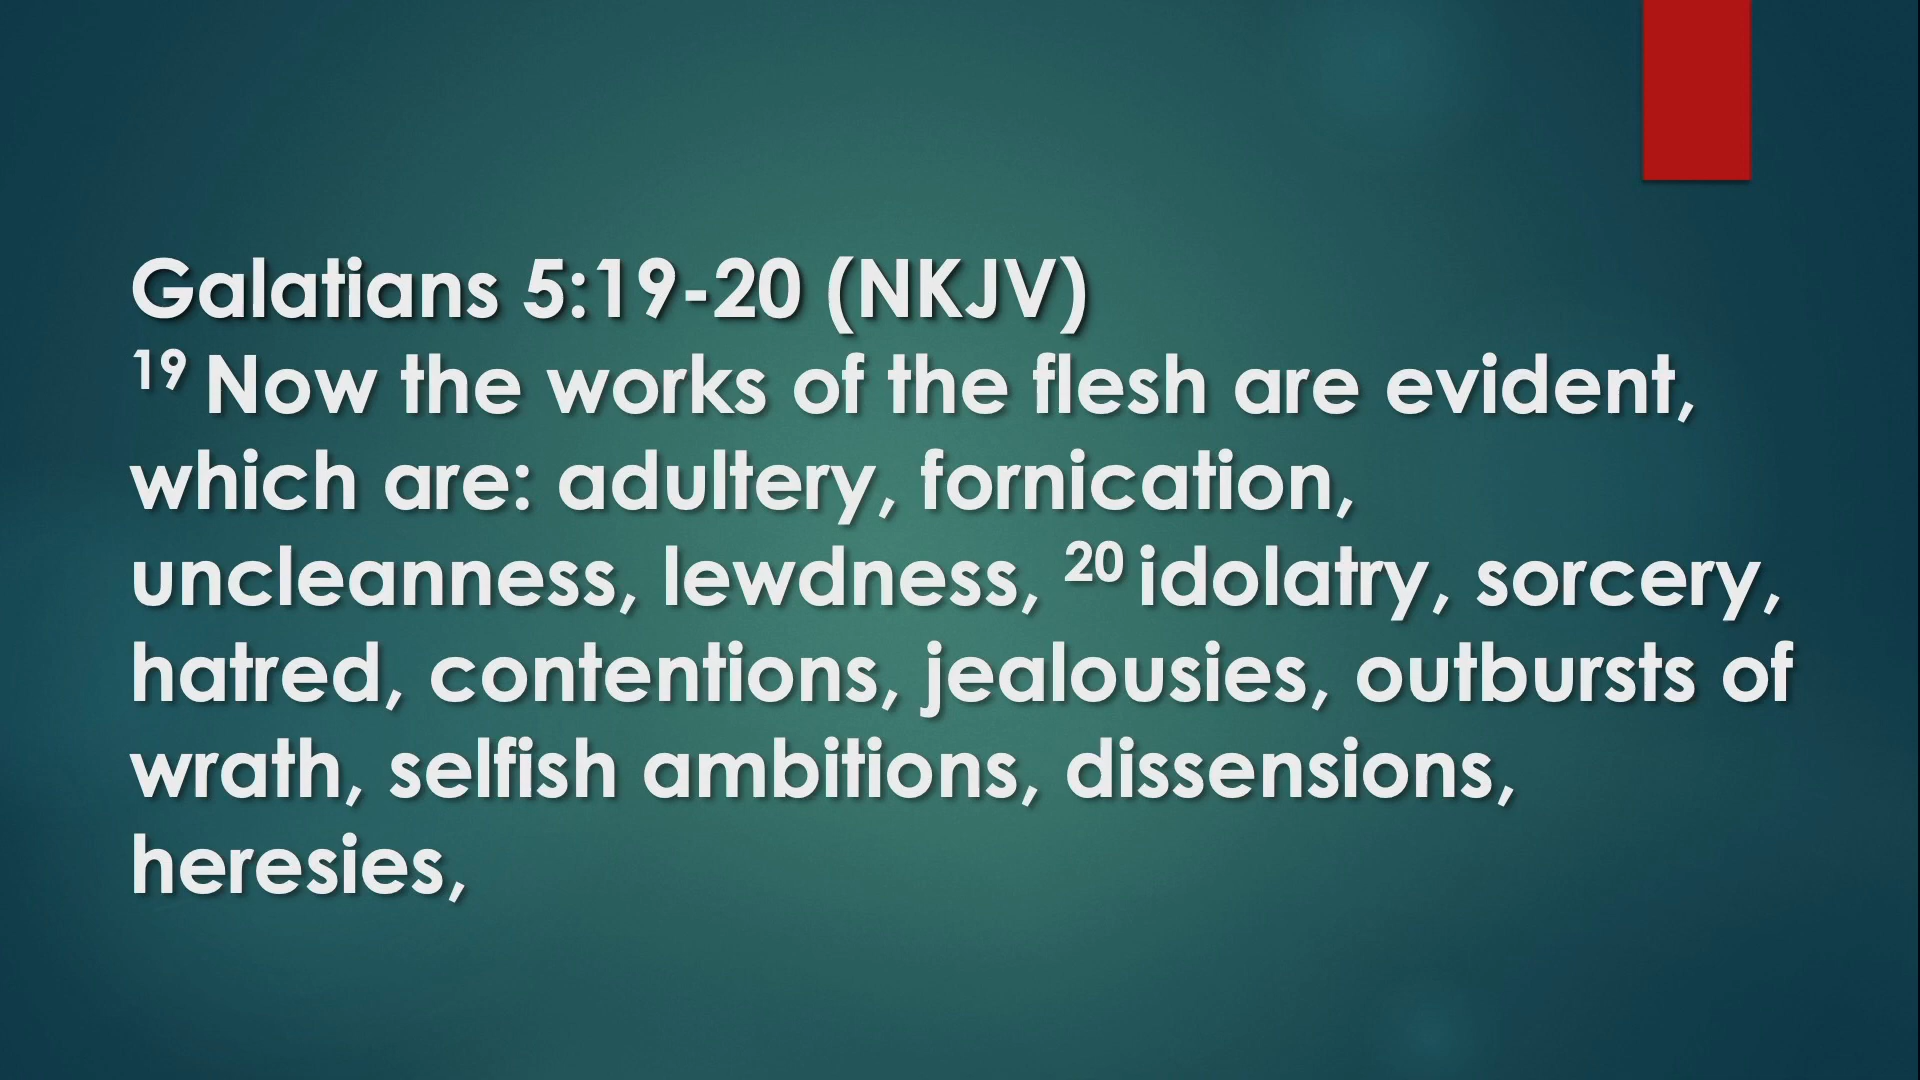 Galatians 5:19-20 (NKJV)
19 Now the works of the flesh are evident,
which are: adultery, fornication,
uncleanness, lewdness, 20 idolatry, sorcery,
hatred, contentions, jealousies, outbursts of
wrath, selfish ambitions, dissensions,
heresies,